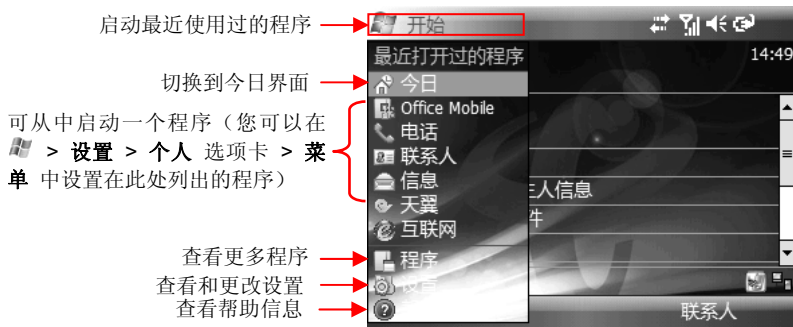 启动最近使用过的程序
开始
最近打开过的程序
14:49
切换到今日界面
今日
可从中启动一个程序（您可以在
> 设置 > 个人 选项卡 > 菜
单 中设置在此处列出的程序）
Office Mobile
电话
联系人
信息
天翼
互联网
主人信息
件
查看更多程序
程序
查看和更改设置
设置
查看帮助信息
联系人